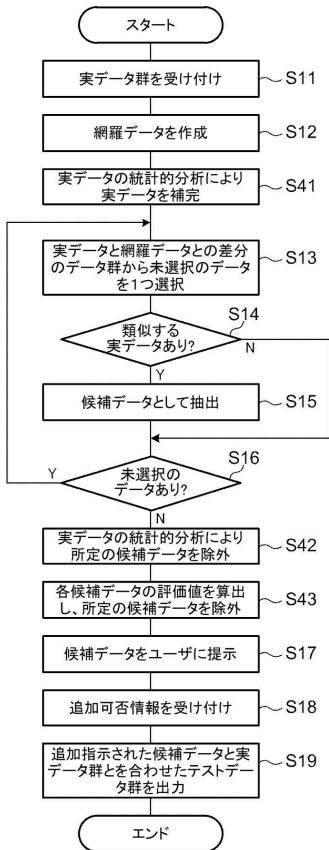 スタート
実データ群を受け付け
S11
網羅データを作成
S12
実データの統計的分析により
実データを補完
S41
実データと網羅データとの差分
のデータ群から未選択のデータ
を1つ選択
S13
類似する
実データあり?
S14
N
Y
候補データとして抽出
S15
未選択の
データあり?
S16
Y
N
実データの統計的分析により
所定の候補データを除外
S42
各候補データの評価値を算出
し、所定の候補データを除外
S43
候補データをユーザに提示
S17
追加可否情報を受け付け
S18
追加指示された候補データと実
データ群とを合わせたテストデー
タ群を出力
S19
エンド